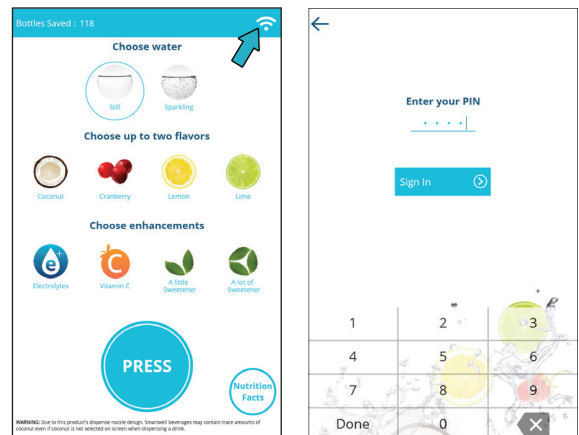 Bottles Saved : 118
Choose water
Still
Sparkling
Choose up to two flavors
Coconut
Cranberry
Lemon
Lime
Choose enhancements
e+
C
Electrolytes
Vitamin C
A little
Sweetener
A lot of
Sweetener
PRESS
Nutrition
Facts
WARNING: Due to this product's dispense nozzle design. Smartwell beverages may contain trace amounts of
coconut even if coconut is not selected on screen when dispensing a drink.
Enter your PIN
Sign In
1 2 3
4 5 6
7 8 9
Done 0